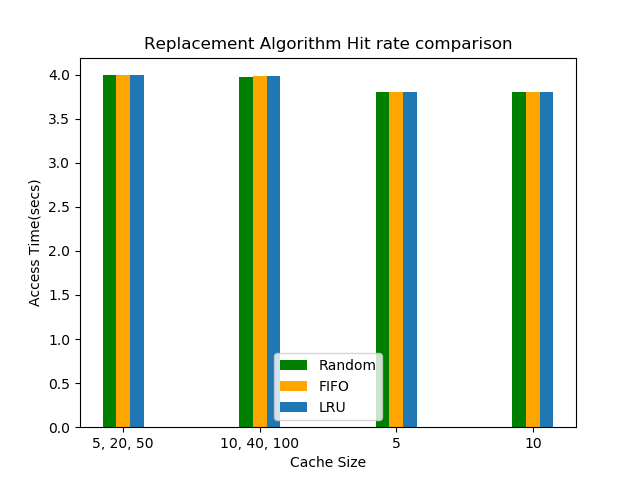 Replacement Algorithm Hit rate comparison
4.0
3.5
3.0
2.5
2.0
1.5
1.0
0.5
0.0
Access Time(secs)
Random
FIFO
LRU
5, 20, 50
10, 40, 100
5
10
Cache Size